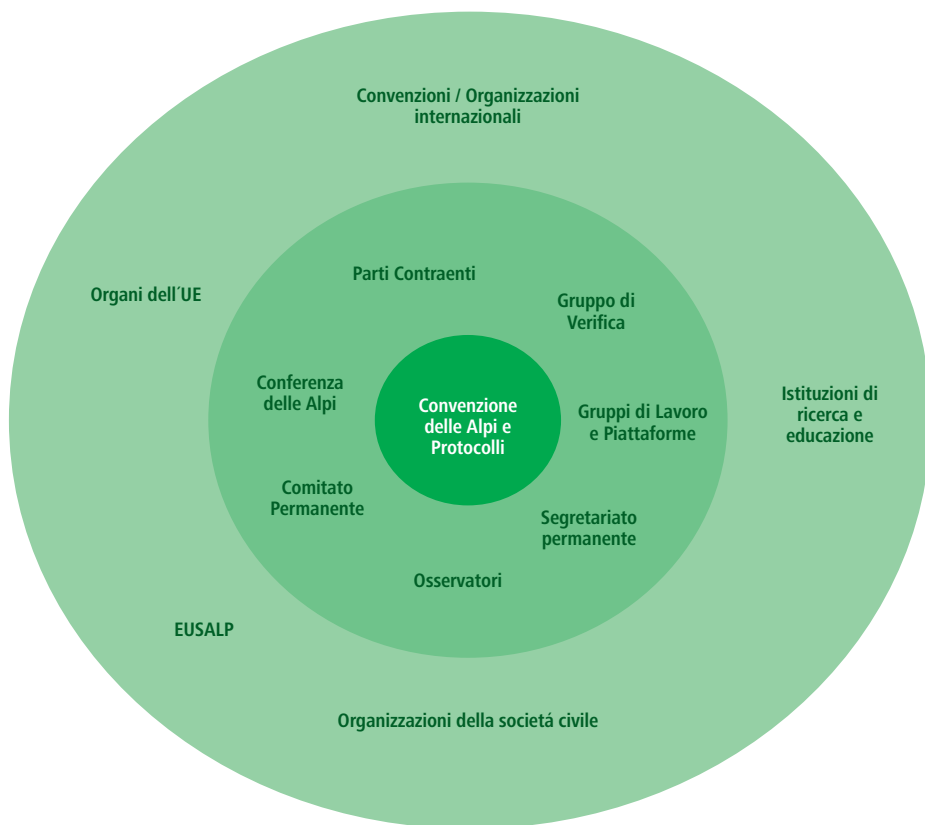 Convenzioni / Organizzazioni
internazionali
Parti Contraenti
Organi dell´UE
Gruppo di
Verifica
Conferenza
delle Alpi
Convenzione
delle Alpi e
Protocolli
Gruppi di Lavoro
e Piattaforme
Istituzioni di
ricerca e
educazione
Comitato
Permanente
Segretariato
permanente
Osservatori
EUSALP
Organizzazioni della societá civile